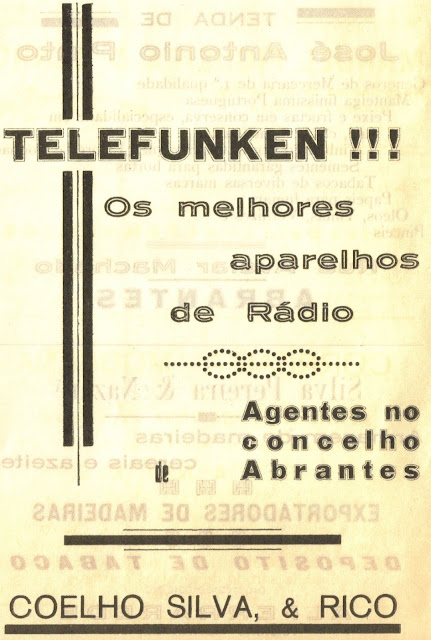 TELEFUNKEN !!!
Os melhores
aparelhos
de Rádio
Agentes no
concelho
de Abrantes
COELHO SILVA, & RICO